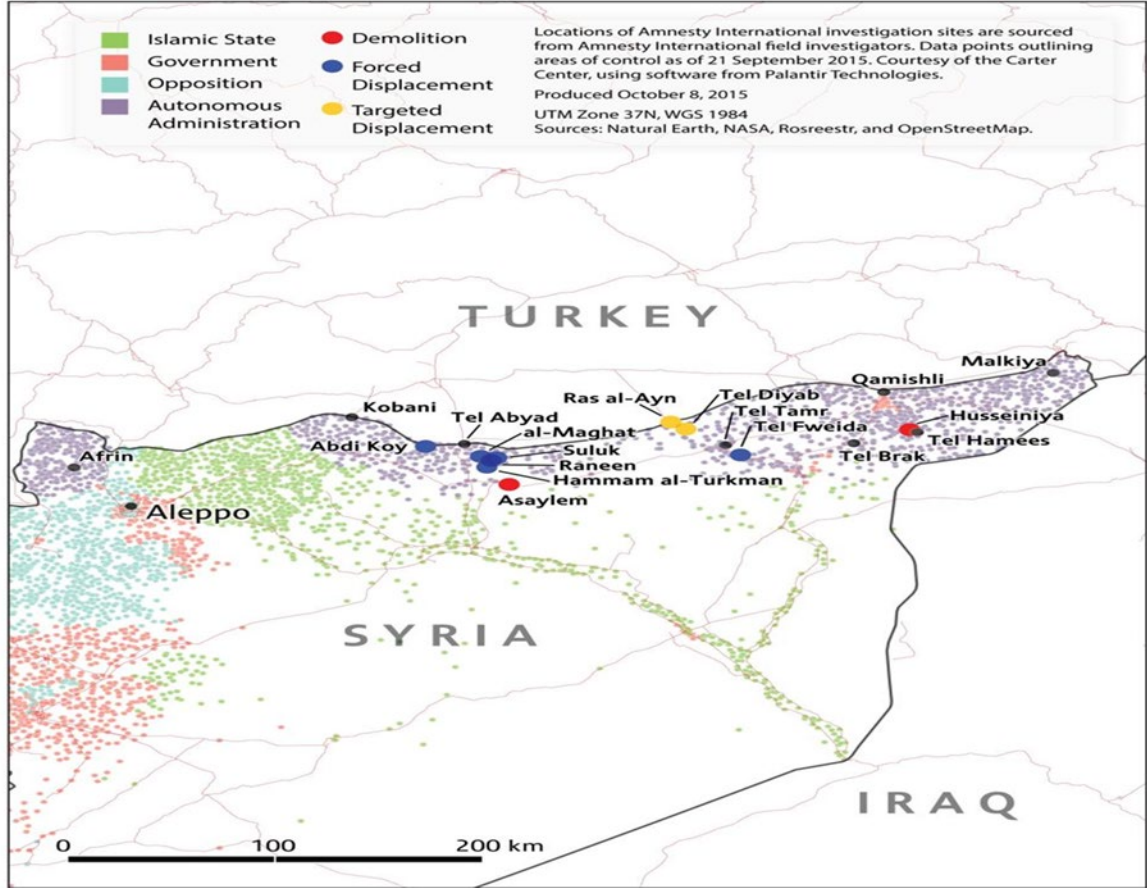 Islamic State
Government
Opposition
Autonomous
Administration
Demolition
Forced
Displacement
Targeted
Displacement
Locations of Amnesty International investigation sites are sourced
from Amnesty International field investigators. Data points outlining
areas of control as of 21 September 2015. Courtesy of the Carter
Center, using software from Palantir Technologies.
Produced October 8, 2015
UTM Zone 37N, WGS 1984
Sources: Natural Earth, NASA, Rosreestr, and OpenStreetMap.
TURKEY
Malkiya
Qamishli
Ras al-Ayn
Tel Diyab
Kobani
Tel Tamr
Husseiniya
Tel Abyad
Tel Fweida
al-Maghat
Tel Hamees
Abdi Koy
Suluk
Tel Brak
Afrin
Raneen
Hammam al-Turkman
Asaylem
Aleppo
SYRIA
IRAQ
0
100
200 km